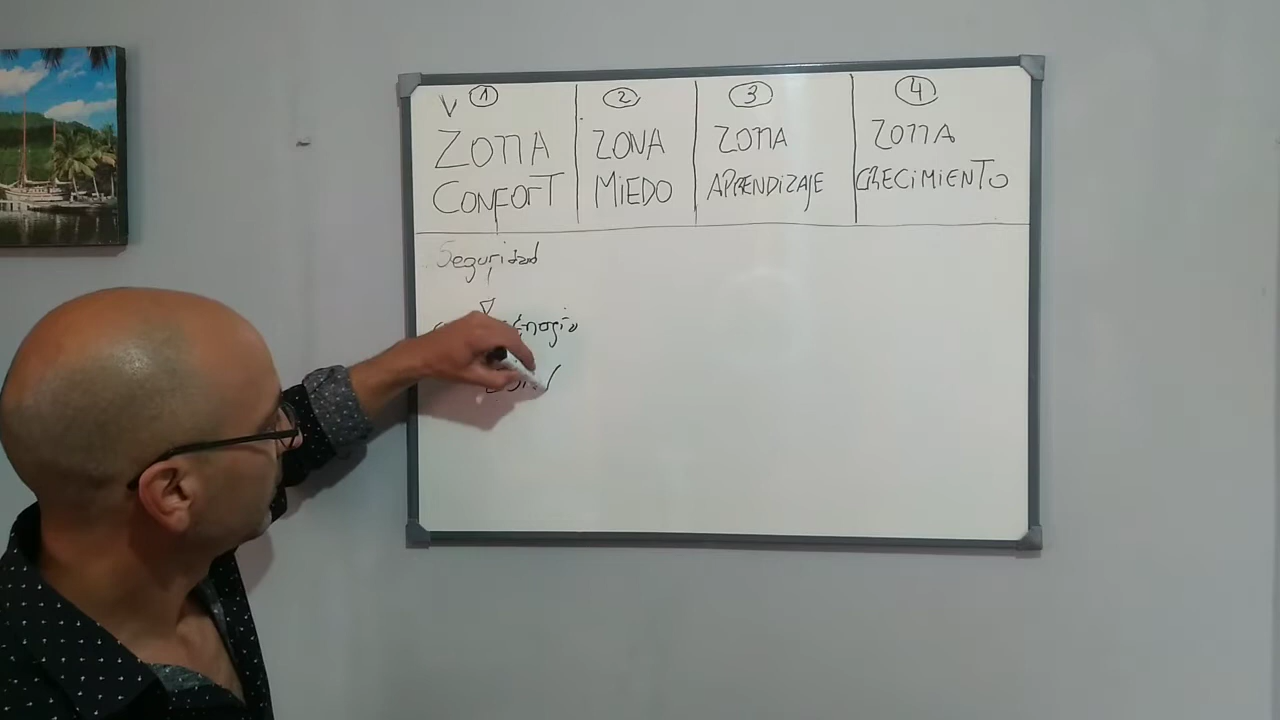 V ① ② ③ ④
ZONA CONFORT
ZONA MIEDO
ZONA APRENDIZAJE
ZONA CRECIMIENTO
Seguridad